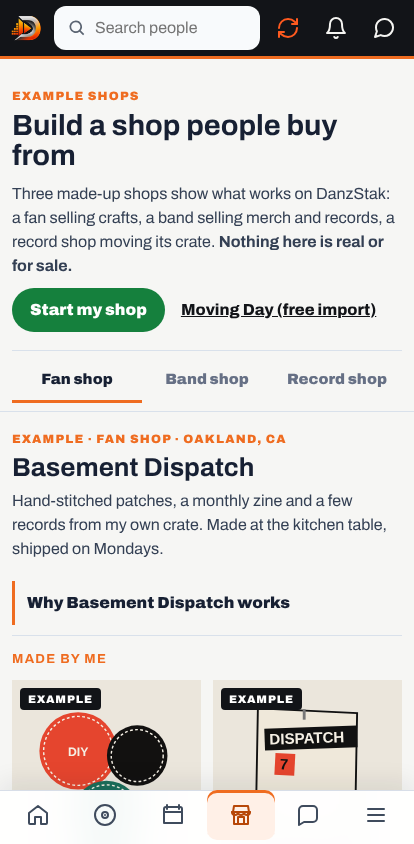 Search people
EXAMPLE SHOPS
Build a shop people buy
from
Three made-up shops show what works on DanzStak:
a fan selling crafts, a band selling merch and records, a
record shop moving its crate. Nothing here is real or
for sale.
Start my shop
Moving Day (free import)
Fan shop
Band shop
Record shop
EXAMPLE · FAN SHOP · OAKLAND, CA
Basement Dispatch
Hand-stitched patches, a monthly zine and a few
records from my own crate. Made at the kitchen table,
shipped on Mondays.
Why Basement Dispatch works
MADE BY ME
EXAMPLE
DIY
EXAMPLE
DISPATCH
7